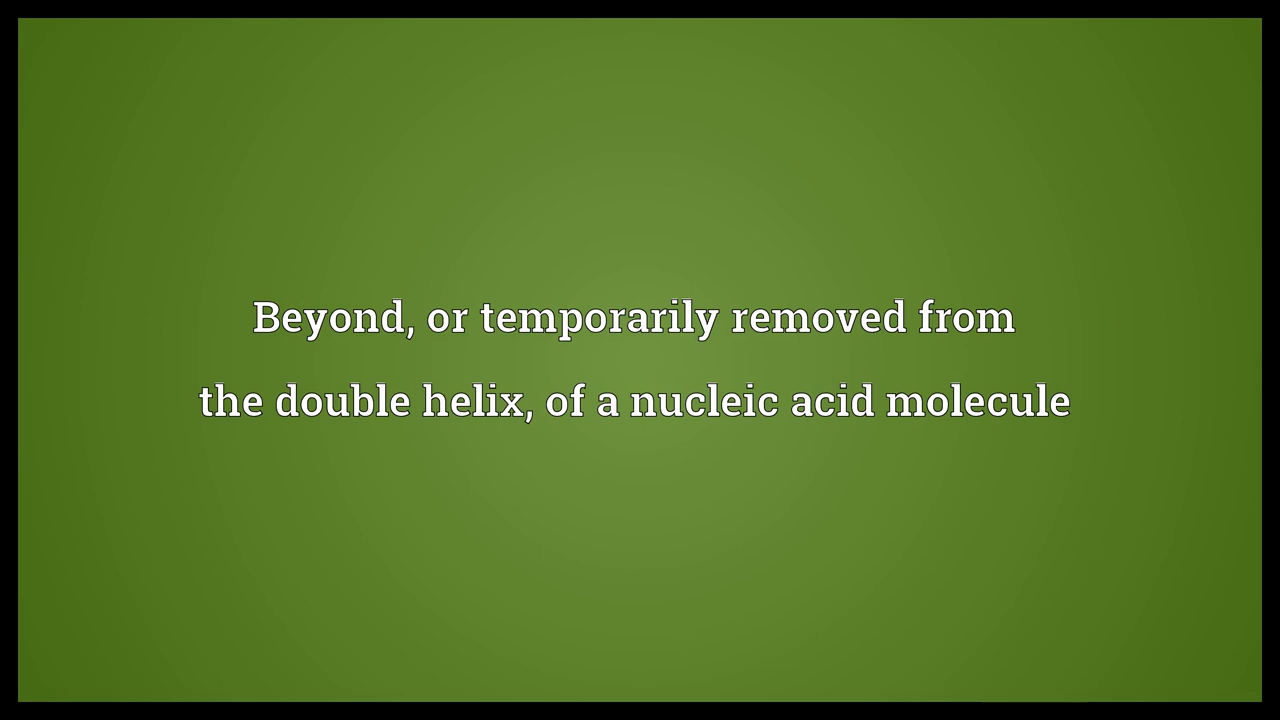 Beyond, or temporarily removed from
the double helix, of a nucleic acid molecule